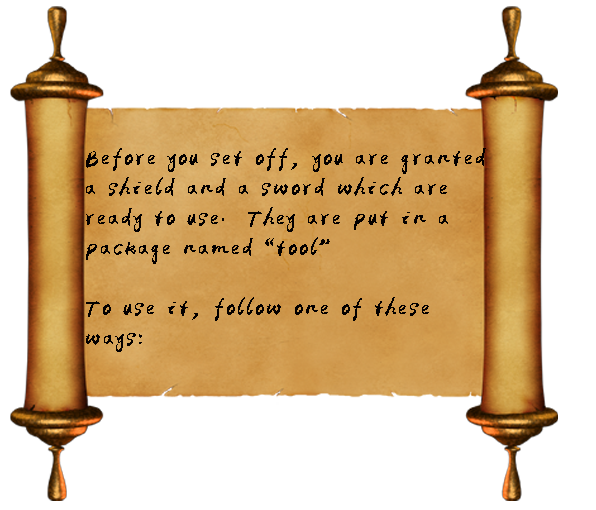 Before you set off, you are granted
a shield and a sword which are
ready to use. They are put in a
package named “tool”
To use it, follow one of these
ways: